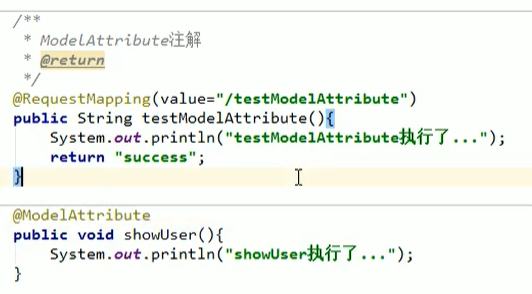 /**
 * ModelAttribute注解
 * @return
 */
@RequestMapping(value="/testModelAttribute")
public String testModelAttribute(){
    System.out.println("testModelAttribute执行了...");
    return "success";
}
@ModelAttribute
public void showUser(){
    System.out.println("showUser执行了...");
}